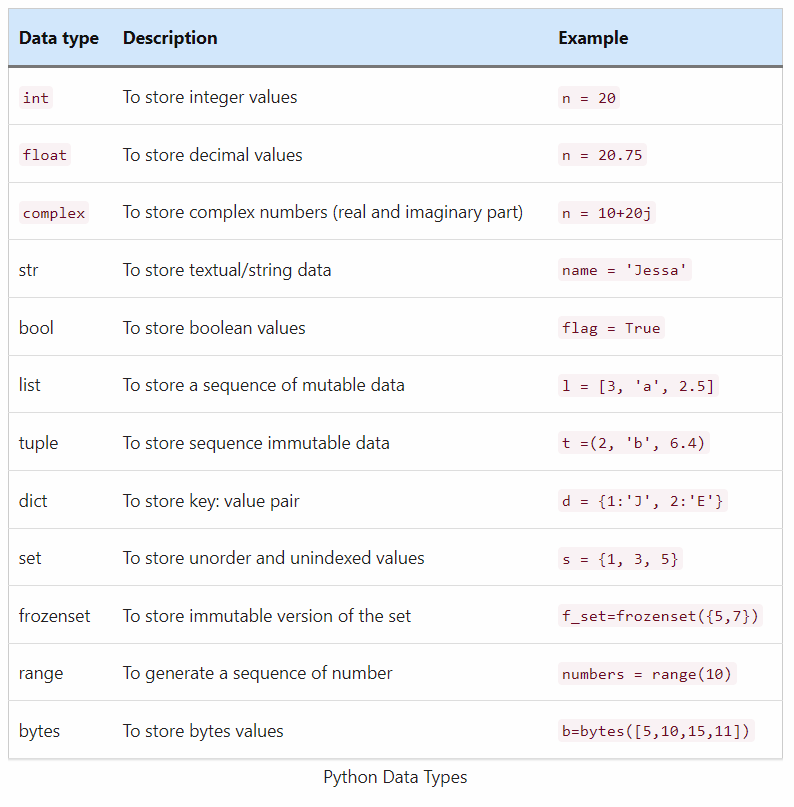 Data type Description Example
int To store integer values n = 20
float To store decimal values n = 20.75
complex To store complex numbers (real and imaginary part) n = 10+20j
str To store textual/string data name = 'Jessa'
bool To store boolean values flag = True
list To store a sequence of mutable data l = [3, 'a', 2.5]
tuple To store sequence immutable data t =(2, 'b', 6.4)
dict To store key: value pair d = {1:'J', 2:'E'}
set To store unorder and unindexed values s = {1, 3, 5}
frozenset To store immutable version of the set f_set=frozenset({5,7})
range To generate a sequence of number numbers = range(10)
bytes To store bytes values b=bytes([5,10,15,11])
Python Data Types